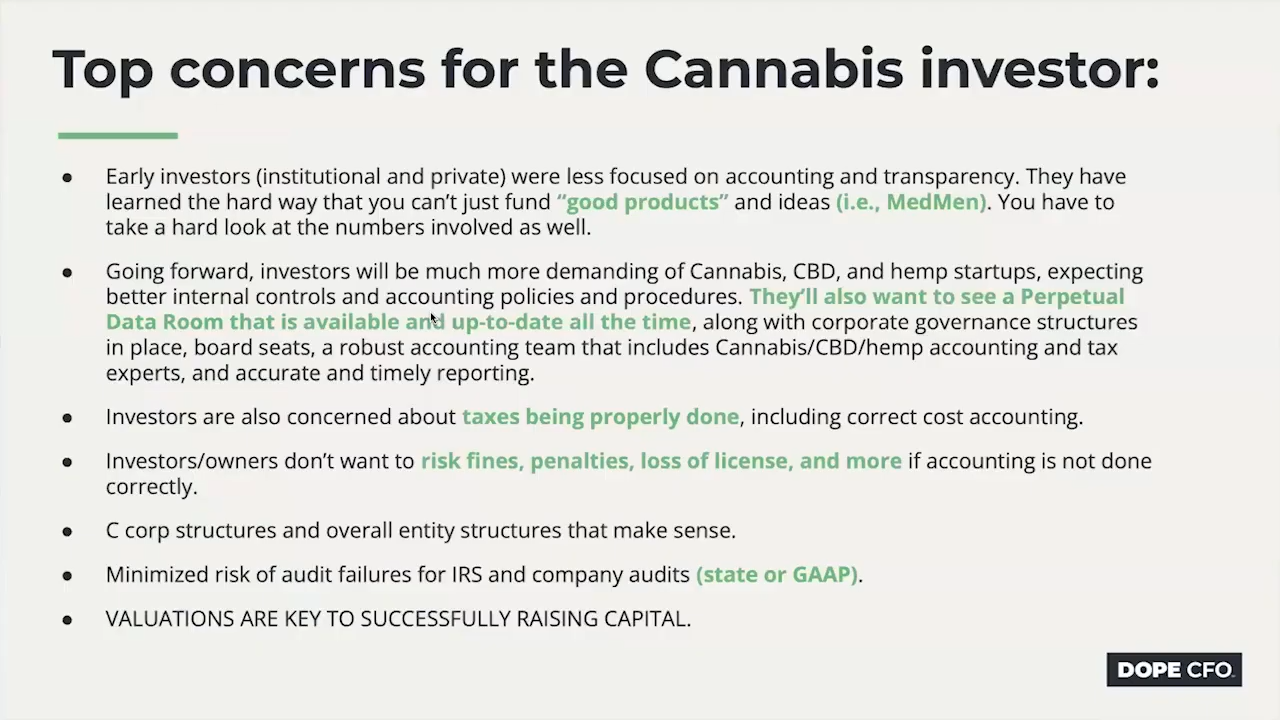 Top concerns for the Cannabis investor:
● Early investors (institutional and private) were less focused on accounting and transparency. They have
learned the hard way that you can’t just fund “good products” and ideas (i.e., MedMen). You have to
take a hard look at the numbers involved as well.
● Going forward, investors will be much more demanding of Cannabis, CBD, and hemp startups, expecting
better internal controls and accounting policies and procedures. They’ll also want to see a Perpetual
Data Room that is available and up-to-date all the time, along with corporate governance structures
in place, board seats, a robust accounting team that includes Cannabis/CBD/hemp accounting and tax
experts, and accurate and timely reporting.
● Investors are also concerned about taxes being properly done, including correct cost accounting.
● Investors/owners don’t want to risk fines, penalties, loss of license, and more if accounting is not done
correctly.
● C corp structures and overall entity structures that make sense.
● Minimized risk of audit failures for IRS and company audits (state or GAAP).
● VALUATIONS ARE KEY TO SUCCESSFULLY RAISING CAPITAL.
DOPE CFO